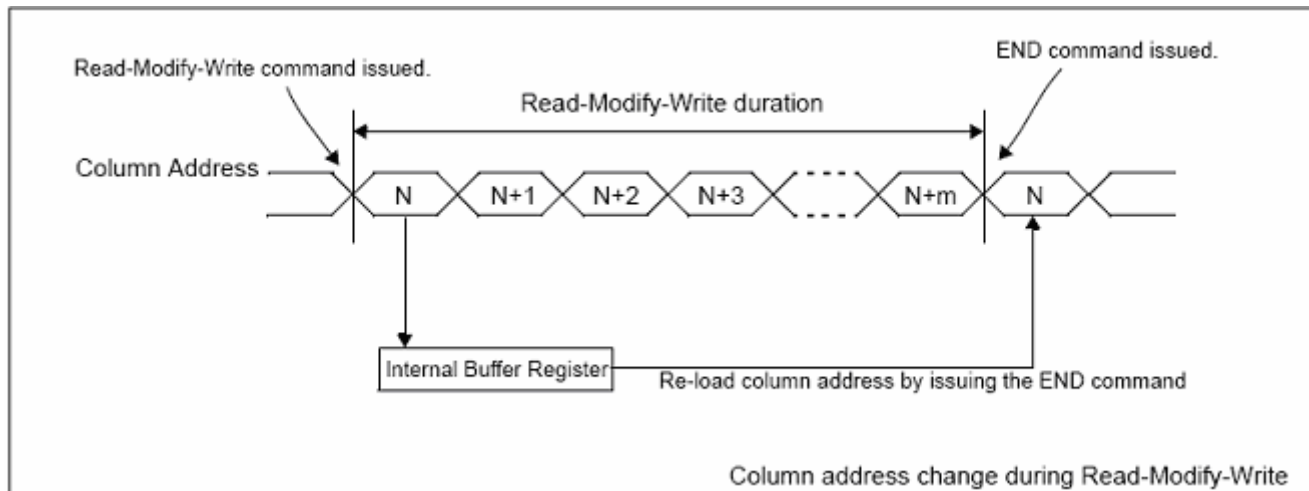 Read-Modify-Write command issued.
END command issued.
Read-Modify-Write duration
Column Address
N
N+1
N+2
N+3
N+m
N
Internal Buffer Register
Re-load column address by issuing the END command
Column address change during Read-Modify-Write